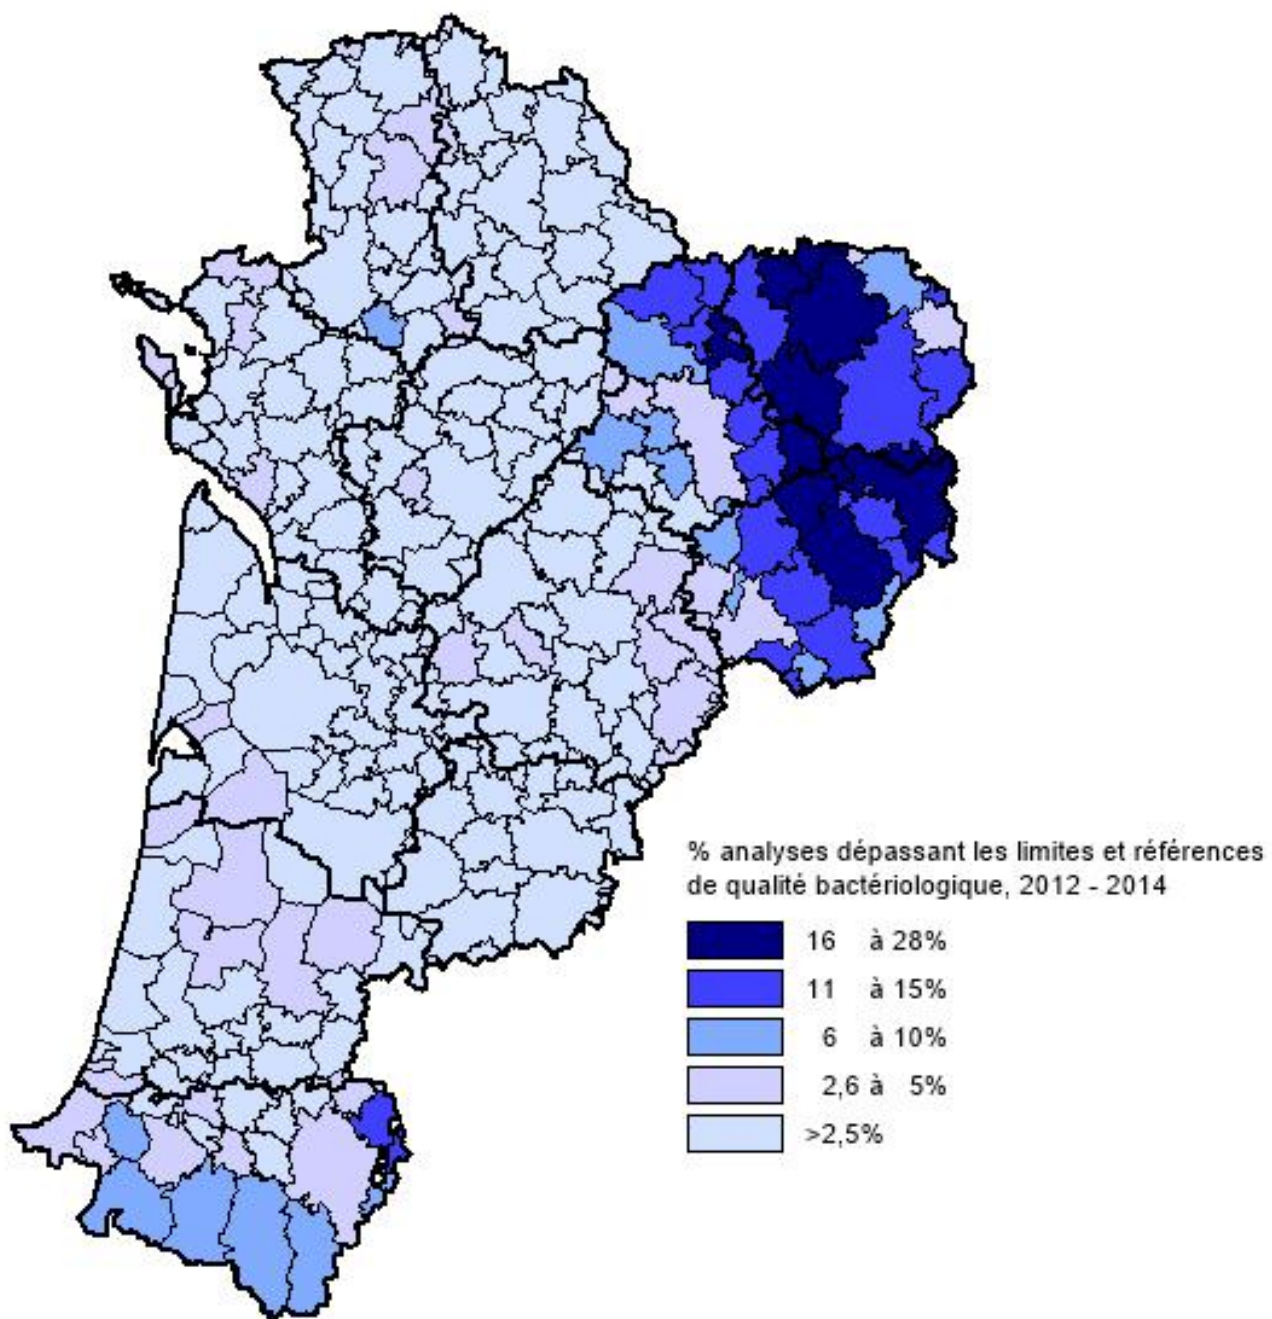 % analyses dépassant les limites et références
de qualité bactériologique, 2012 - 2014
16 à 28%
11 à 15%
6 à 10%
2,6 à 5%
>2,5%